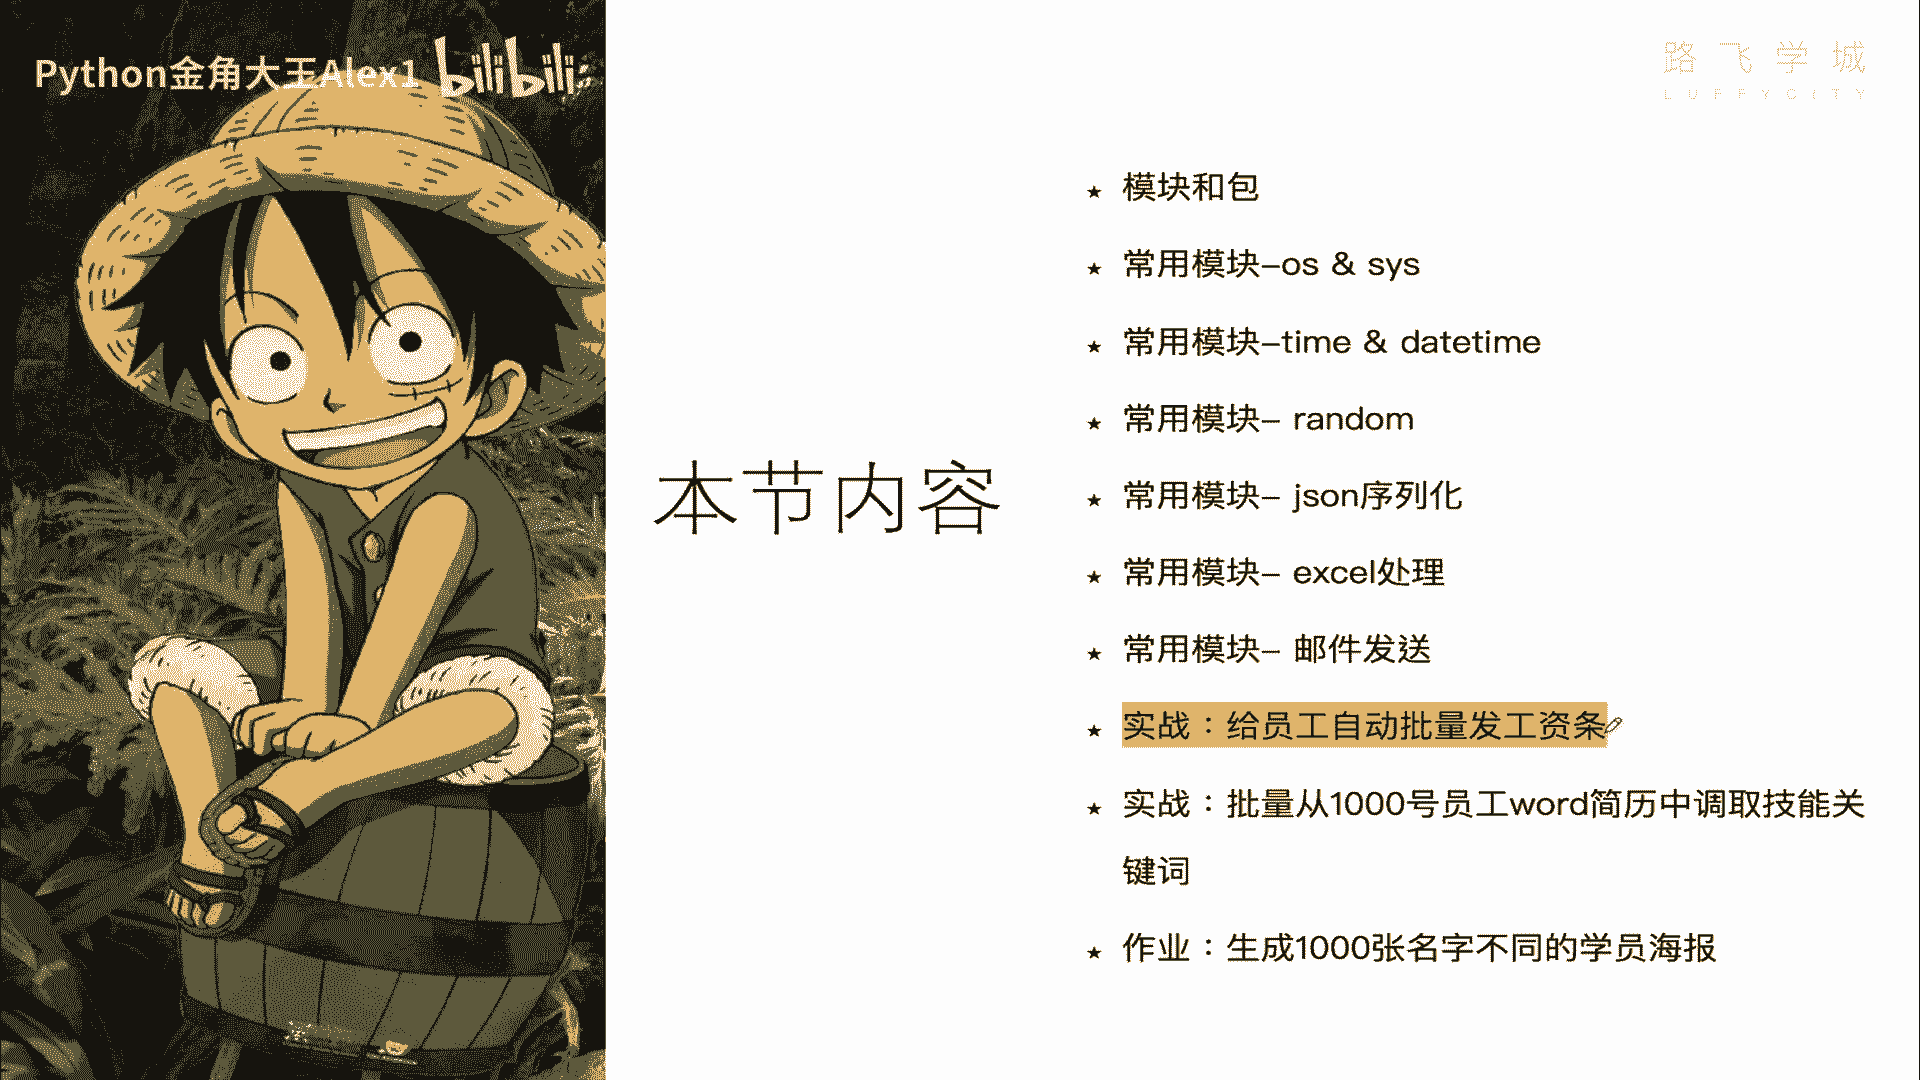 Python金角大王Alex1 bilibili
路飞学城
LUFFYCITY
本节内容
★ 模块和包
★ 常用模块–os & sys
★ 常用模块–time & datetime
★ 常用模块– random
★ 常用模块– json序列化
★ 常用模块– excel处理
★ 常用模块– 邮件发送
★ 实战：给员工自动批量发工资条
★ 实战：批量从1000号员工word简历中调取技能关
键词
★ 作业：生成1000张名字不同的学员海报